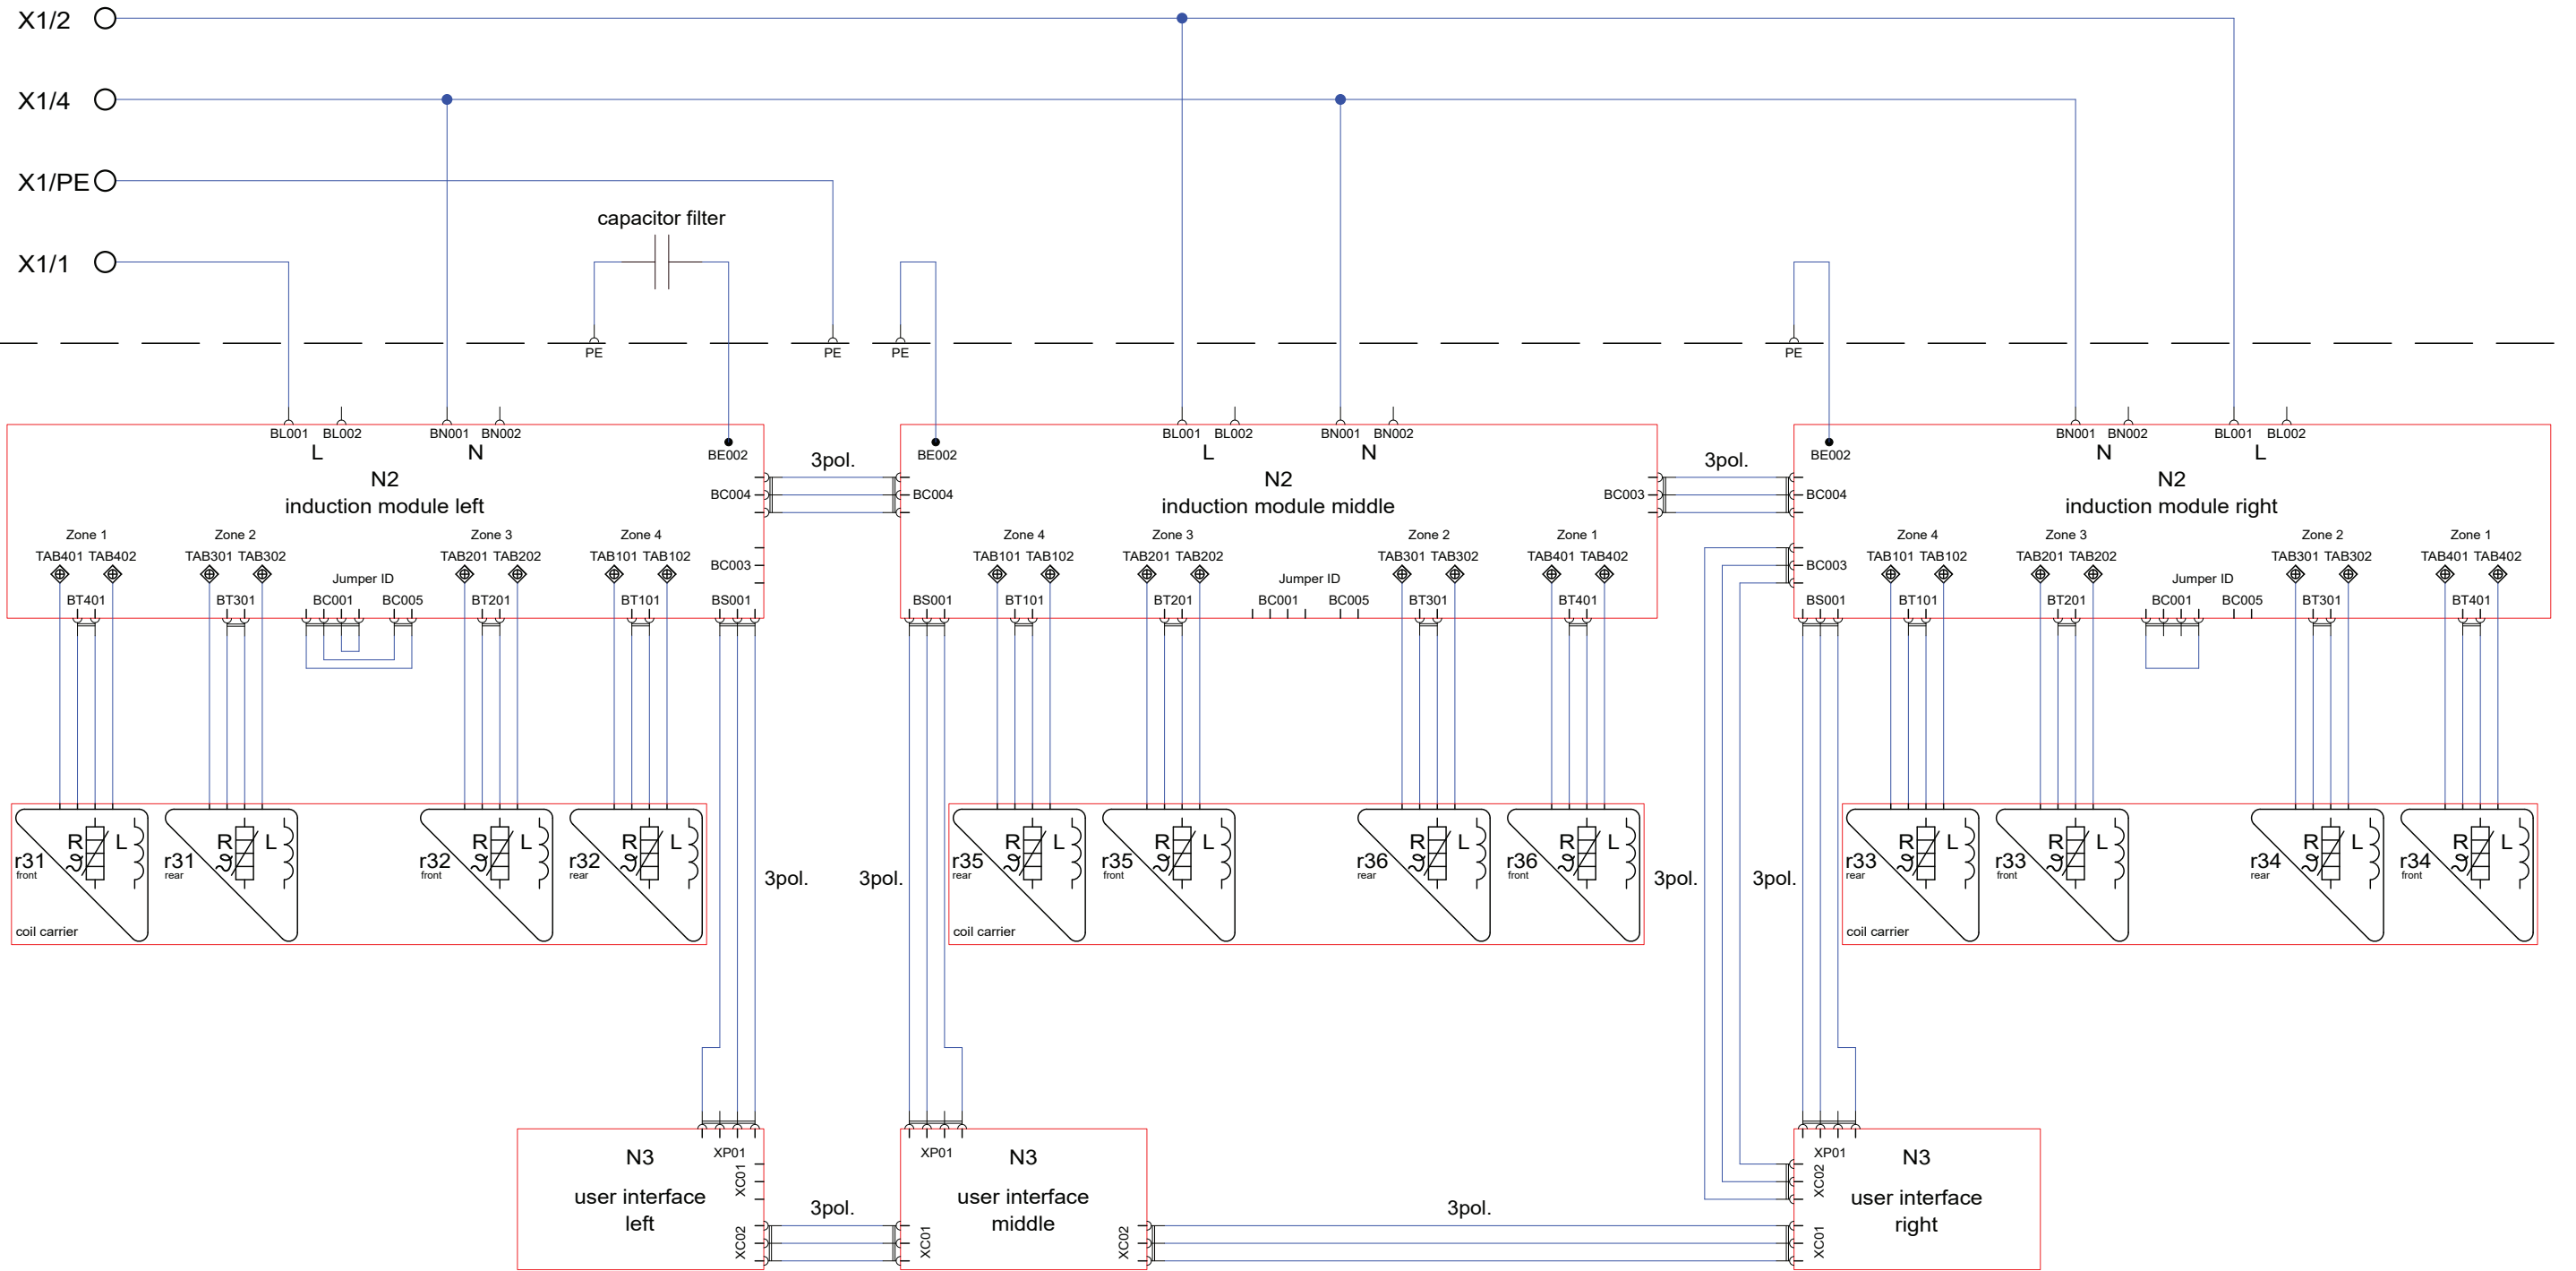 X1/2
X1/4
X1/PE
capacitor filter
X1/1
PE PE PE PE
BL001 BL002 BN001 BN002
L N
BE002
N2
induction module left
BC004
3pol.
Zone 1 Zone 2 Zone 3 Zone 4
TAB401 TAB402 TAB301 TAB302 TAB201 TAB202 TAB101 TAB102
BC003
Jumper ID
BT401 BT301 BC001 BC005 BT201 BT101 BS001
BL001 BL002 BN001 BN002
BE002
L N
N2
induction module middle
BC004
BC003
3pol.
Zone 4 Zone 3 Zone 2 Zone 1
TAB101 TAB102 TAB201 TAB202 TAB301 TAB302 TAB401 TAB402
Jumper ID
BS001 BT101 BT201 BC001 BC005 BT301 BT401
BN001 BN002 BL001 BL002
BE002
N L
N2
induction module right
BC004
Zone 4 Zone 3 Zone 2 Zone 1
TAB101 TAB102 TAB201 TAB202 TAB301 TAB302 TAB401 TAB402
BC003
Jumper ID
BS001 BT101 BT201 BC001 BC005 BT301 BT401
R L R L R L R L
ϑ ϑ ϑ ϑ
r31 r31 r32 r32
front rear front rear
coil carrier
3pol.
3pol.
R L R L R L R L
ϑ ϑ ϑ ϑ
r35 r35 r36 r36
rear front rear front
coil carrier
3pol.
3pol.
R L R L R L R L
ϑ ϑ ϑ ϑ
r33 r33 r34 r34
rear front rear front
coil carrier
N3
XP01
XC01
user interface
left
XC02
3pol.
XP01
N3
user interface
middle
XC01
XC02
3pol.
XP01
N3
XC02
user interface
right
XC01